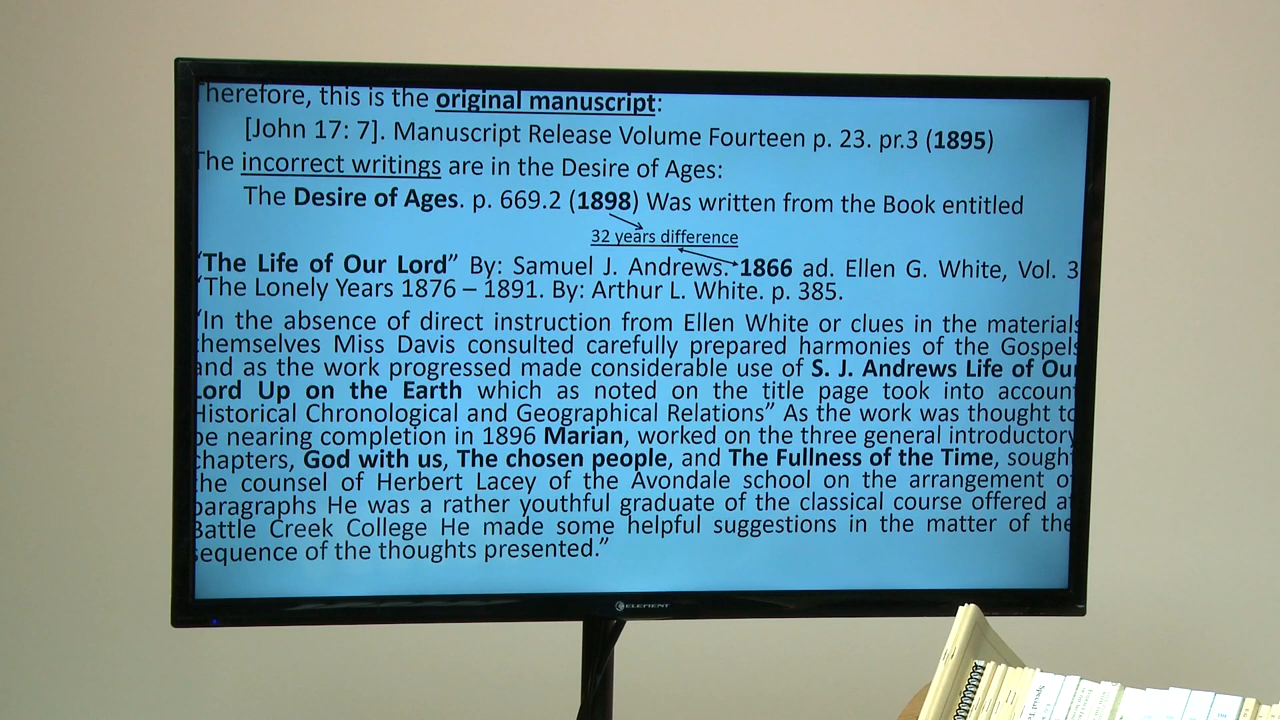 Therefore, this is the original manuscript:
[John 17: 7]. Manuscript Release Volume Fourteen p. 23. pr.3 (1895)
The incorrect writings are in the Desire of Ages:
The Desire of Ages. p. 669.2 (1898) Was written from the Book entitled
32 years difference
“The Life of Our Lord” By: Samuel J. Andrews. 1866 ad. Ellen G. White, Vol. 3
“The Lonely Years 1876 – 1891. By: Arthur L. White. p. 385.
“In the absence of direct instruction from Ellen White or clues in the materials
themselves Miss Davis consulted carefully prepared harmonies of the Gospels
and as the work progressed made considerable use of S. J. Andrews Life of Our
Lord Up on the Earth which as noted on the title page took into account
Historical Chronological and Geographical Relations” As the work was thought to
be nearing completion in 1896 Marian, worked on the three general introductory
chapters, God with us, The chosen people, and The Fullness of the Time, sought
the counsel of Herbert Lacey of the Avondale school on the arrangement of
paragraphs He was a rather youthful graduate of the classical course offered at
Battle Creek College He made some helpful suggestions in the matter of the
sequence of the thoughts presented.”
ELEMENT
Special Te